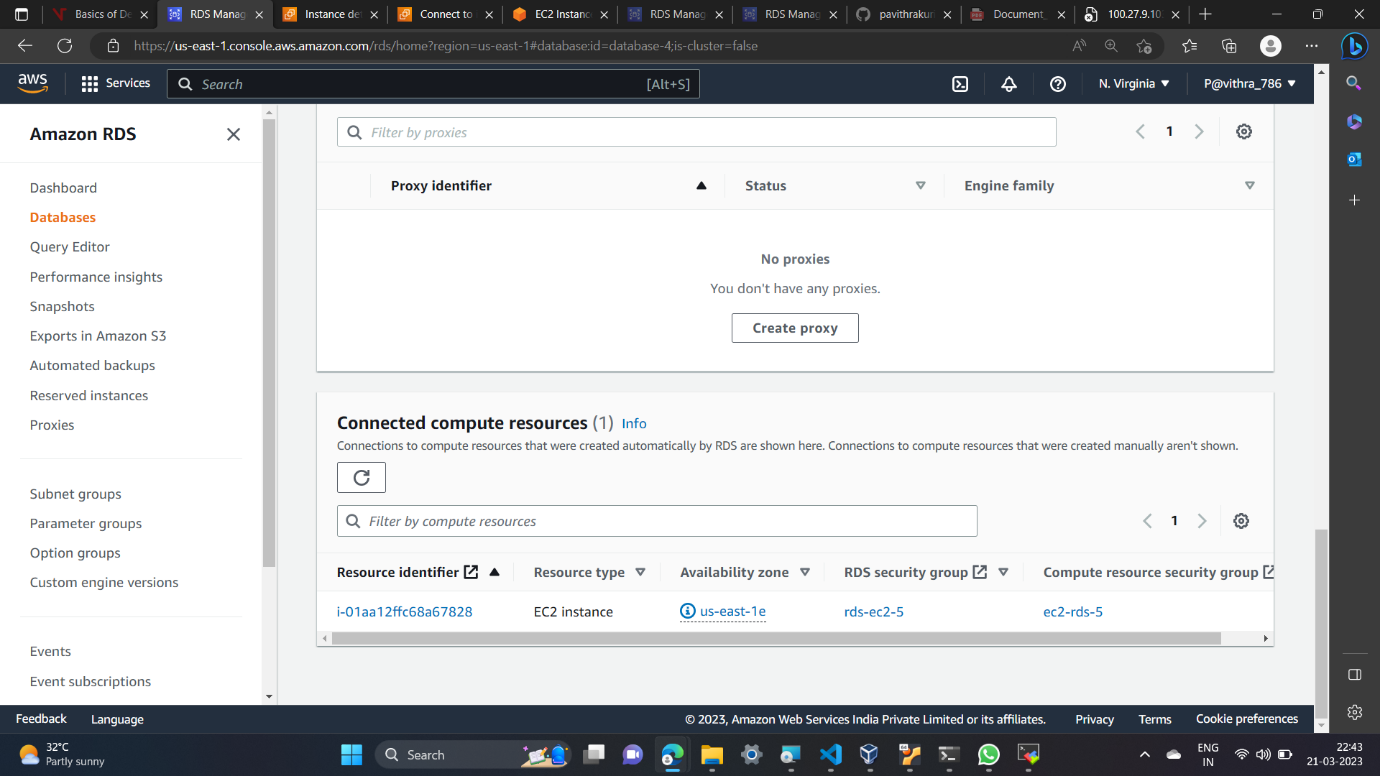 Basics of De
RDS Manag
Instance det
Connect to
EC2 Instanc
RDS Manag
RDS Manag
pavithrakur
Document_
100.27.9.10
https://us-east-1.console.aws.amazon.com/rds/home?region=us-east-1#database:id=database-4;is-cluster=false
aws
Services
Search
[Alt+S]
N. Virginia
P@vithra_786
Amazon RDS
Dashboard
Databases
Query Editor
Performance insights
Snapshots
Exports in Amazon S3
Automated backups
Reserved instances
Proxies
Subnet groups
Parameter groups
Option groups
Custom engine versions
Events
Event subscriptions
Filter by proxies
1
Proxy identifier
Status
Engine family
No proxies
You don't have any proxies.
Create proxy
Connected compute resources (1) Info
Connections to compute resources that were created automatically by RDS are shown here. Connections to compute resources that were created manually aren't shown.
Filter by compute resources
1
Resource identifier
Resource type
Availability zone
RDS security group
Compute resource security group
i-01aa12ffc68a67828
EC2 instance
us-east-1e
rds-ec2-5
ec2-rds-5
Feedback
Language
© 2023, Amazon Web Services India Private Limited or its affiliates.
Privacy
Terms
Cookie preferences
32°C
Partly sunny
Search
ENG
IN
22:43
21-03-2023